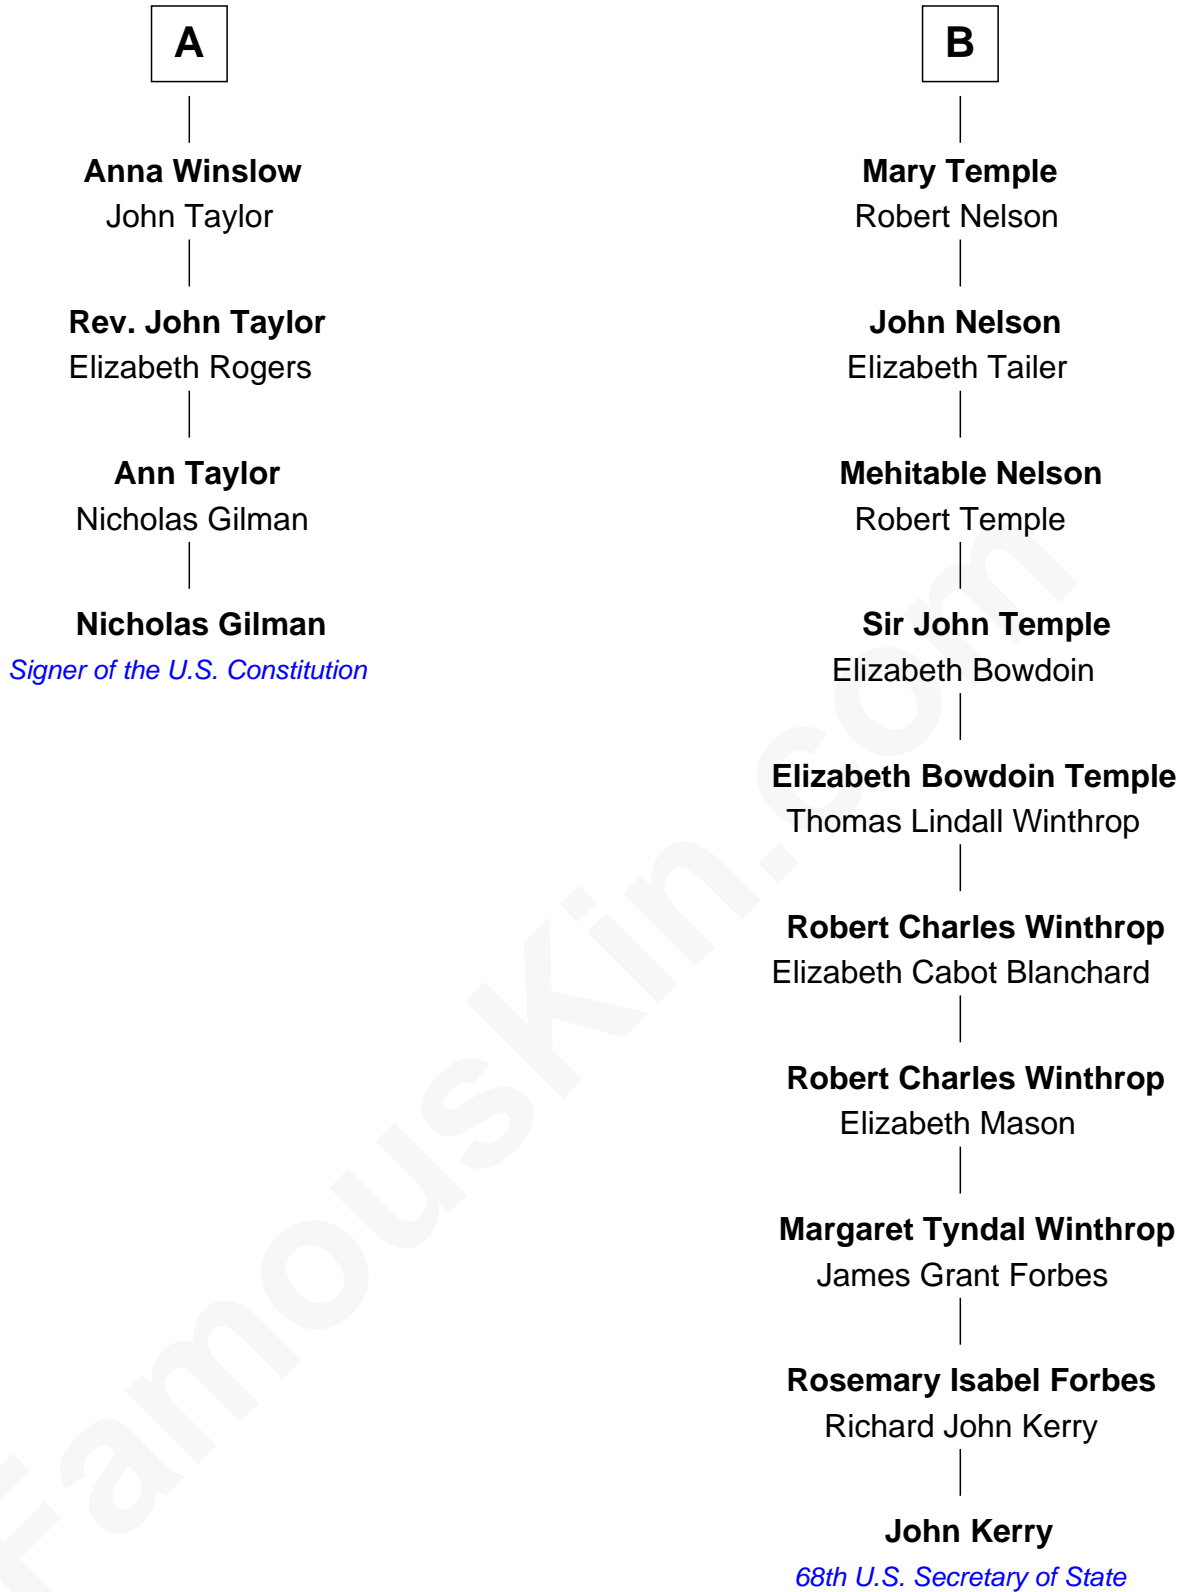 A
Anna Winslow
John Taylor
Rev. John Taylor
Elizabeth Rogers
Ann Taylor
Nicholas Gilman
Nicholas Gilman
Signer of the U.S. Constitution
B
Mary Temple
Robert Nelson
John Nelson
Elizabeth Tailer
Mehitable Nelson
Robert Temple
Sir John Temple
Elizabeth Bowdoin
Elizabeth Bowdoin Temple
Thomas Lindall Winthrop
Robert Charles Winthrop
Elizabeth Cabot Blanchard
Robert Charles Winthrop
Elizabeth Mason
Margaret Tyndal Winthrop
James Grant Forbes
Rosemary Isabel Forbes
Richard John Kerry
John Kerry
68th U.S. Secretary of State
FamousKin.com